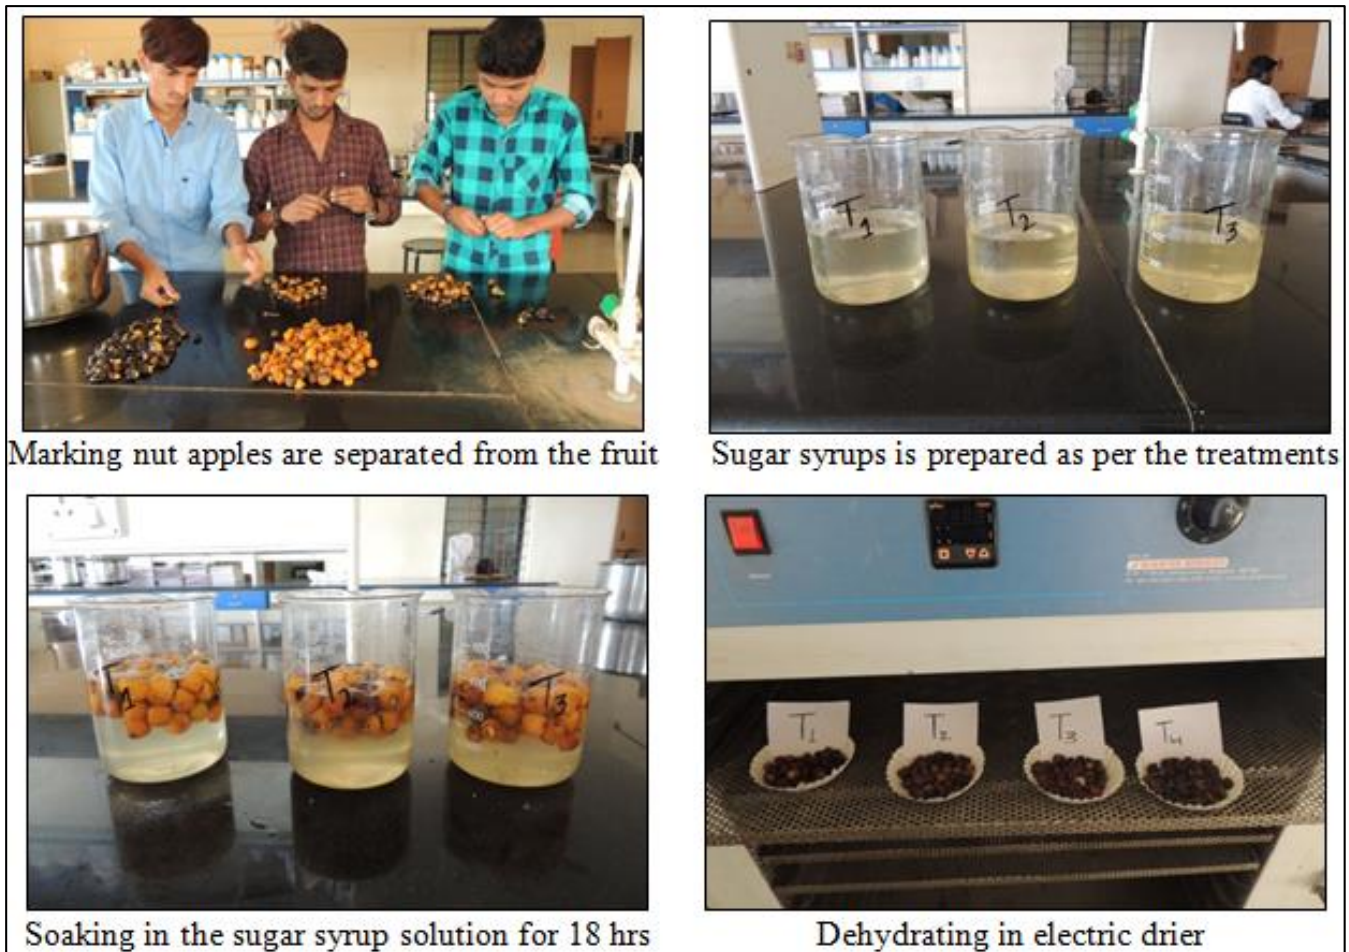 T1
T2
T3
Marking nut apples are separated from the fruit
Sugar syrups is prepared as per the treatments
T1
T2
T3
T1
T2
T3
T4
Soaking in the sugar syrup solution for 18 hrs
Dehydrating in electric drier